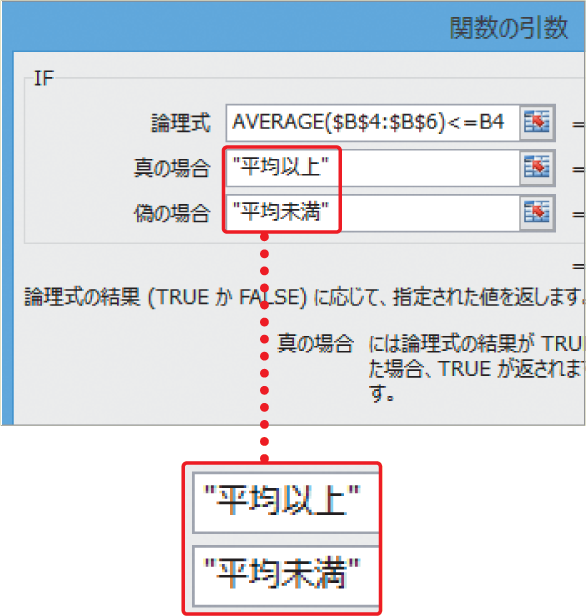 関数の引数
IF
論理式 AVERAGE($B$4:$B$6)<=B4 =
真の場合 "平均以上" =
偽の場合 "平均未満" =
=
論理式の結果 (TRUE か FALSE) に応じて、指定された値を返します。
真の場合 には論理式の結果が TRU
た場合、TRUE が返されま
す。
"平均以上"
"平均未満"